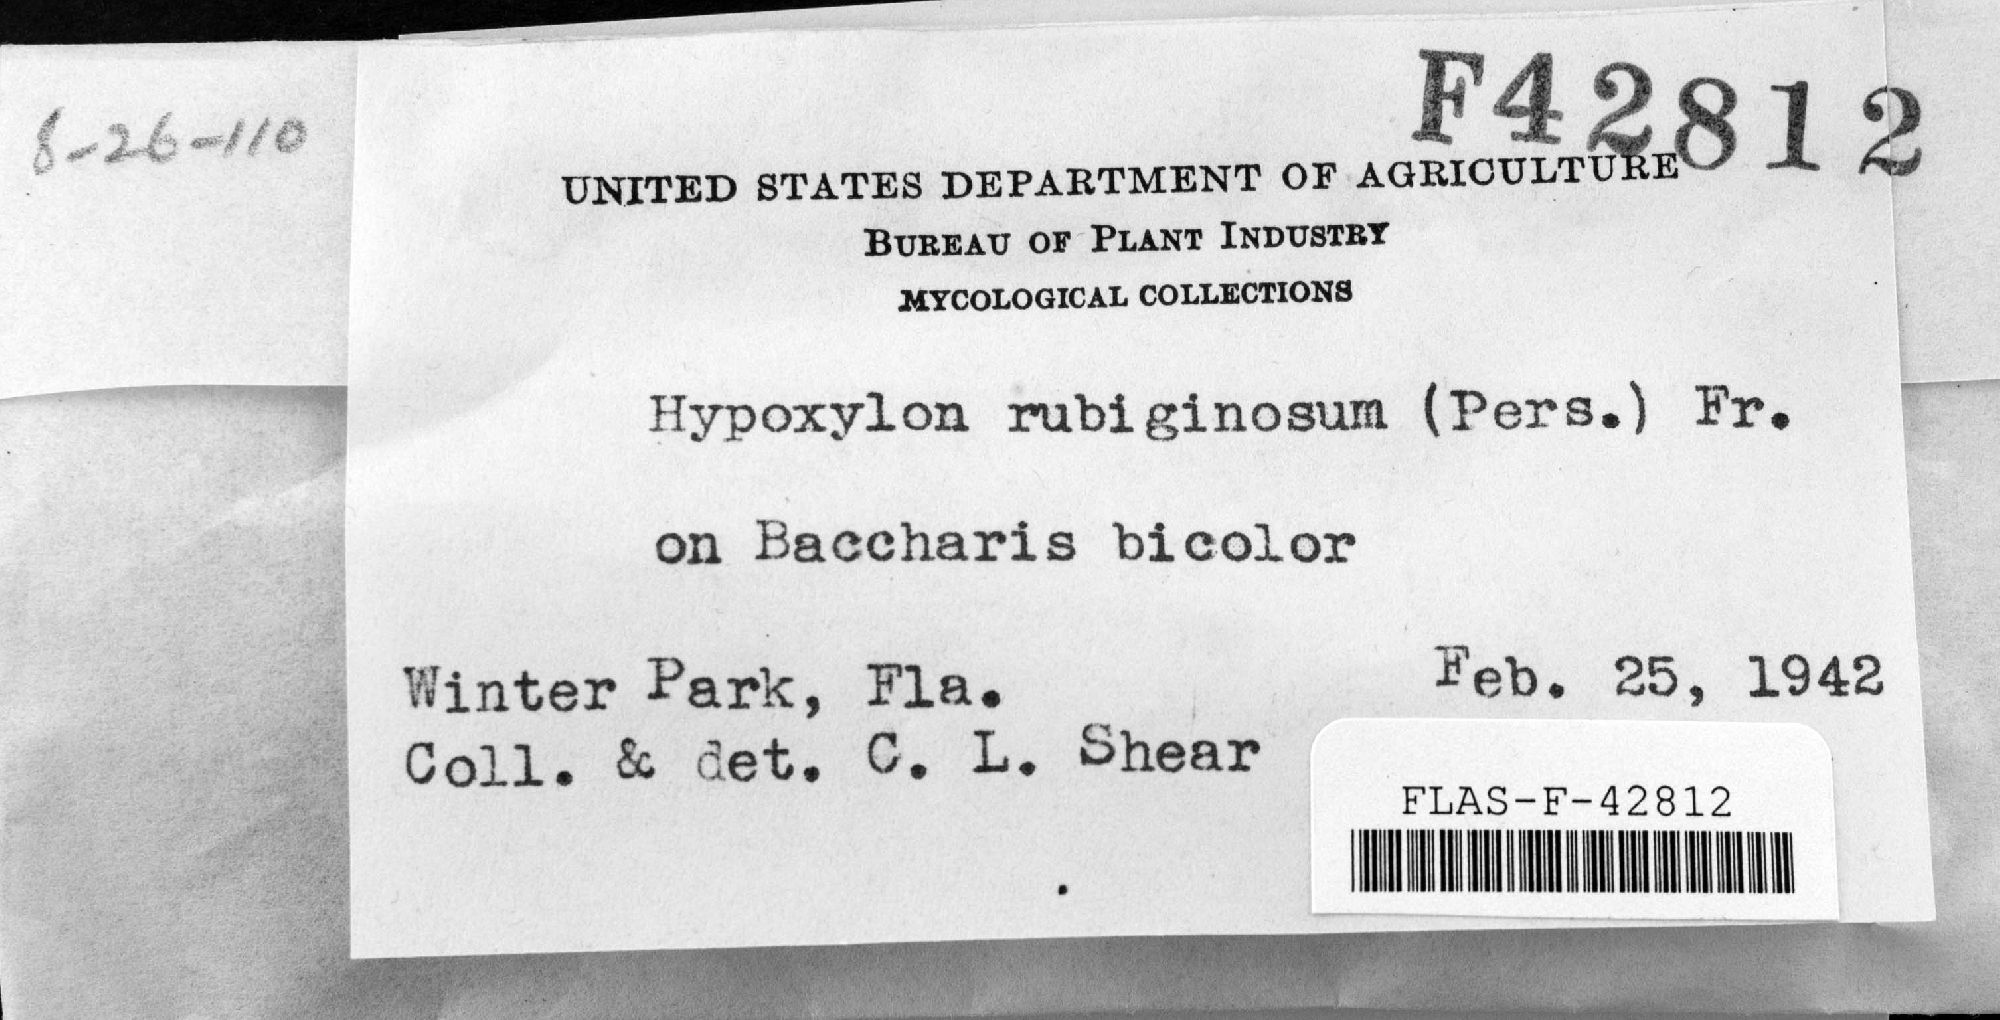 8-26-110
F42812
UNITED STATES DEPARTMENT OF AGRICULTURE
BUREAU OF PLANT INDUSTRY
MYCOLOGICAL COLLECTIONS
Hypoxylon rubiginosum (Pers.) Fr.
on Baccharis bicolor
Winter Park, Fla. Feb. 25, 1942
Coll. & det. C. L. Shear
FLAS-F-42812